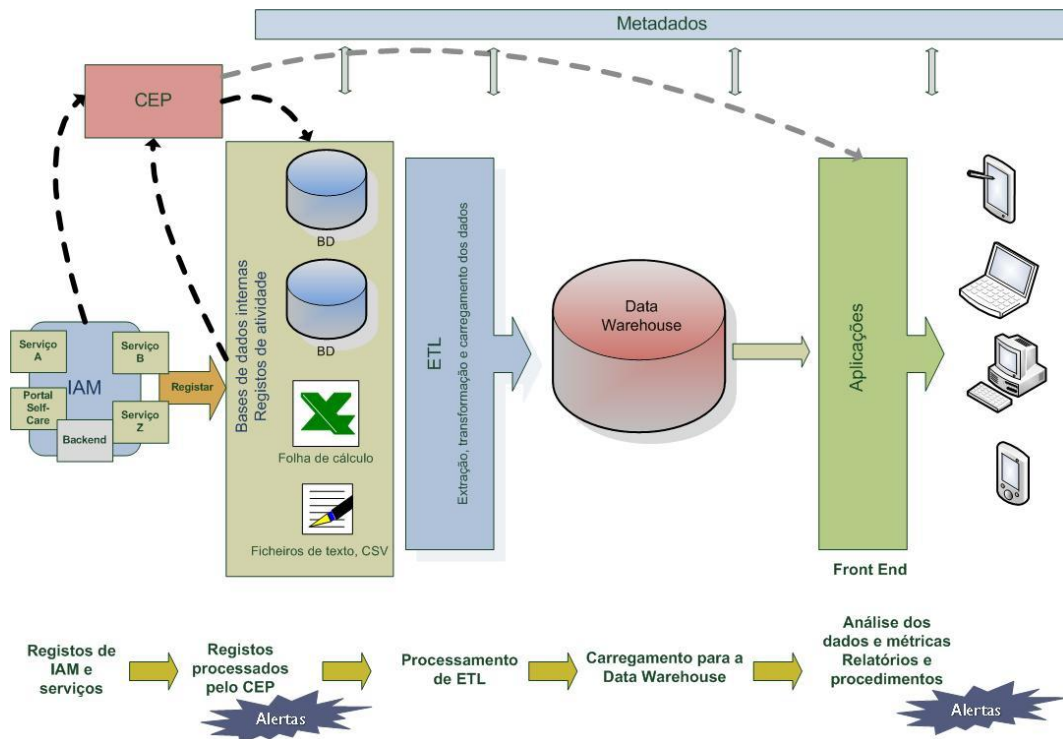 Metadados
CEP
BD
BD
Bases de dados internas
Registos de atividade
Folha de cálculo
Ficheiros de texto, CSV
Serviço
A
Serviço
B
IAM
Portal
Self-
Care
Serviço
Z
Backend
Registar
ETL
Extração, transformação e carregamento dos dados
Data
Warehouse
Aplicações
Front End
Registos de
IAM e
serviços
Registos
processados
pelo CEP
Alertas
Processamento
de ETL
Carregamento para a
Data Warehouse
Análise dos
dados e métricas
Relatórios e
procedimentos
Alertas